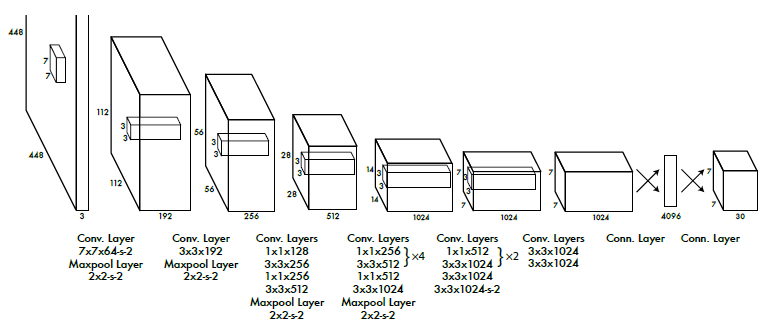 448
7
7
448
3
112
3
3
112
192
56
3
3
56
256
28
3
3
28
512
14
3
3
14
1024
7
3
3
7
1024
7
7
1024
4096
7
7
30
Conv. Layer
7x7x64-s-2
Maxpool Layer
2x2-s-2
Conv. Layer
3x3x192
Maxpool Layer
2x2-s-2
Conv. Layers
1x1x128
3x3x256
1x1x256
3x3x512
Maxpool Layer
2x2-s-2
Conv. Layers
1x1x256
3x3x512
}×4
1x1x512
3x3x1024
Maxpool Layer
2x2-s-2
Conv. Layers
1x1x512
3x3x1024
}×2
3x3x1024
3x3x1024-s-2
Conv. Layers
3x3x1024
3x3x1024
Conn. Layer
Conn. Layer